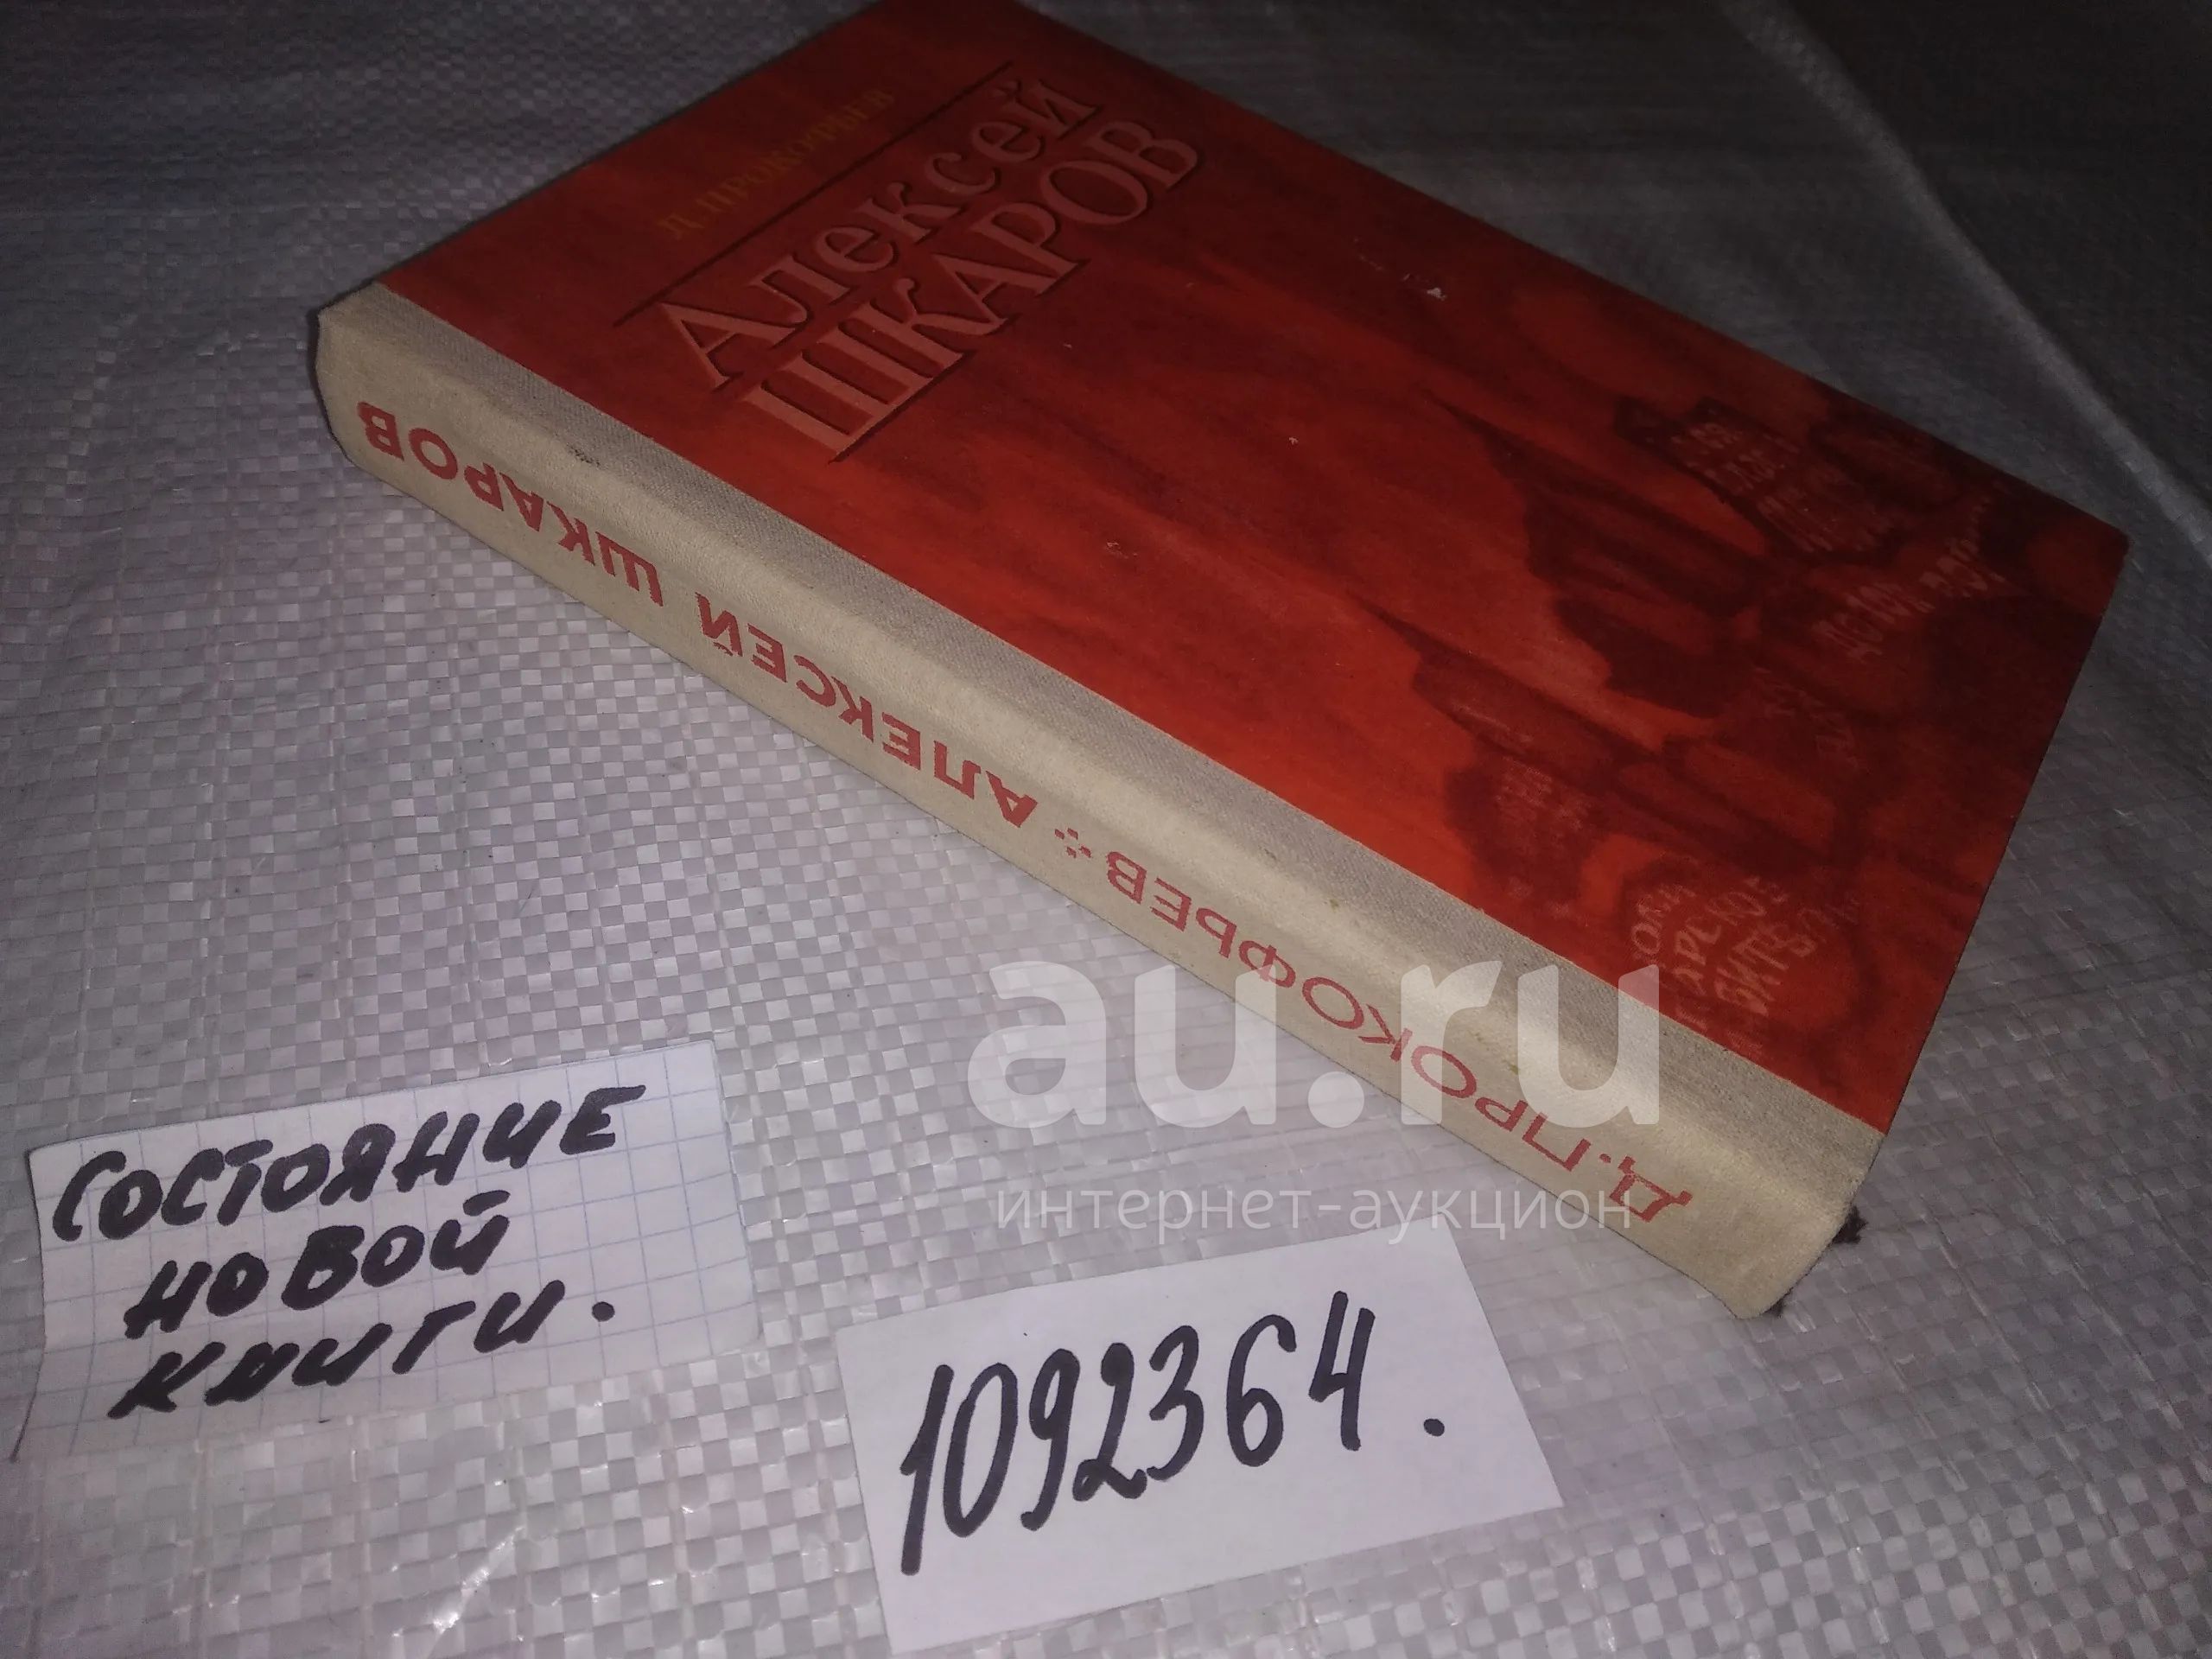 Д. ПРОКОФЬЕВ
Алексей
ШКАРОВ
Д. ПРОКОФЬЕВ АЛЕКСЕЙ ШКАРОВ
au.ru
интернет-аукцион
СОСТОЯНИЕ
НОВОЙ
КНИГИ.
1092364.